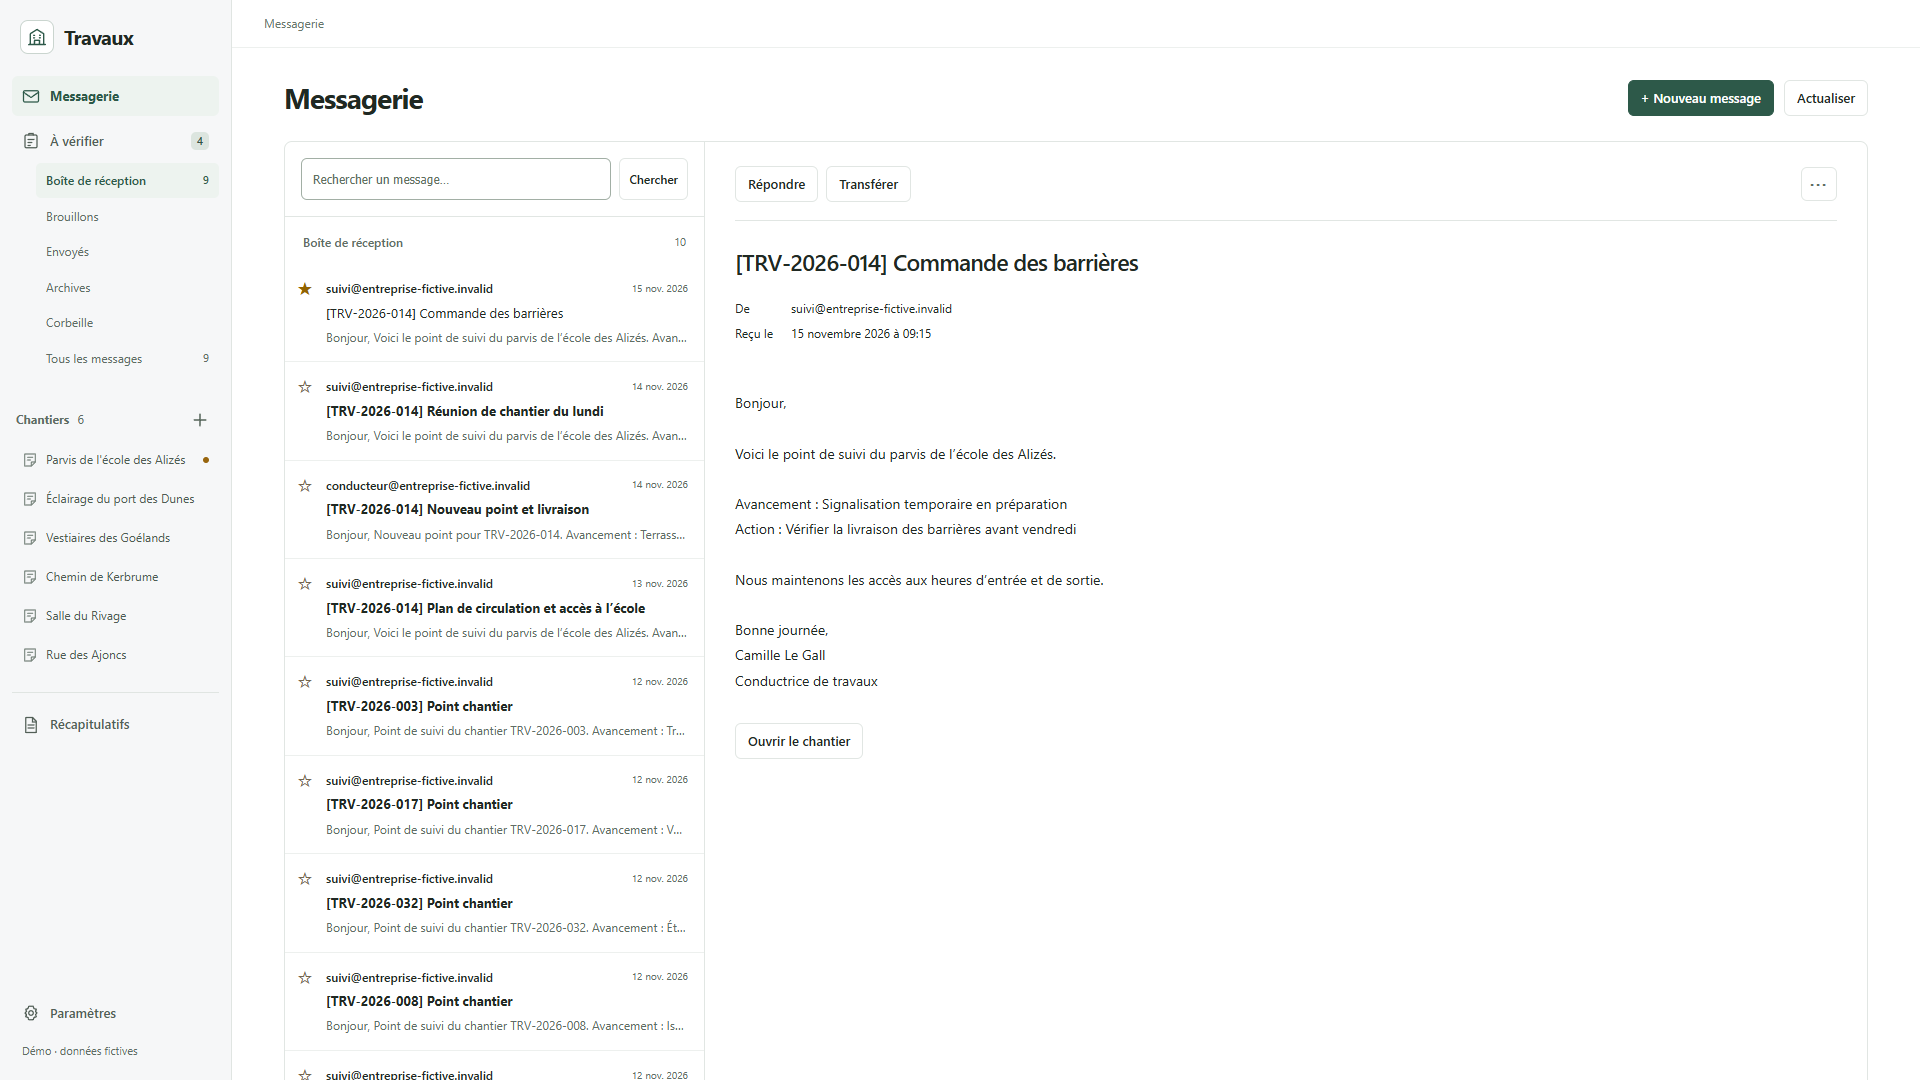 Travaux
Messagerie
À vérifier 4
Boîte de réception 9
Brouillons
Envoyés
Archives
Corbeille
Tous les messages 9
Chantiers 6
Parvis de l'école des Alizés
Éclairage du port des Dunes
Vestiaires des Goélands
Chemin de Kerbrume
Salle du Rivage
Rue des Ajoncs
Récapitulatifs
Paramètres
Démo · données fictives
Messagerie
Messagerie
+ Nouveau message
Actualiser
Rechercher un message...
Chercher
Boîte de réception 10
suivi@entreprise-fictive.invalid 15 nov. 2026
[TRV-2026-014] Commande des barrières
Bonjour, Voici le point de suivi du parvis de l’école des Alizés. Avan...
suivi@entreprise-fictive.invalid 14 nov. 2026
[TRV-2026-014] Réunion de chantier du lundi
Bonjour, Voici le point de suivi du parvis de l’école des Alizés. Avan...
conducteur@entreprise-fictive.invalid 14 nov. 2026
[TRV-2026-014] Nouveau point et livraison
Bonjour, Nouveau point pour TRV-2026-014. Avancement : Terrass...
suivi@entreprise-fictive.invalid 13 nov. 2026
[TRV-2026-014] Plan de circulation et accès à l’école
Bonjour, Voici le point de suivi du parvis de l’école des Alizés. Avan...
suivi@entreprise-fictive.invalid 12 nov. 2026
[TRV-2026-003] Point chantier
Bonjour, Point de suivi du chantier TRV-2026-003. Avancement : Tr...
suivi@entreprise-fictive.invalid 12 nov. 2026
[TRV-2026-017] Point chantier
Bonjour, Point de suivi du chantier TRV-2026-017. Avancement : V...
suivi@entreprise-fictive.invalid 12 nov. 2026
[TRV-2026-032] Point chantier
Bonjour, Point de suivi du chantier TRV-2026-032. Avancement : Ét...
suivi@entreprise-fictive.invalid 12 nov. 2026
[TRV-2026-008] Point chantier
Bonjour, Point de suivi du chantier TRV-2026-008. Avancement : Is...
suivi@entreprise-fictive.invalid 12 nov. 2026
Répondre
Transférer
...
[TRV-2026-014] Commande des barrières
De suivi@entreprise-fictive.invalid
Reçu le 15 novembre 2026 à 09:15
Bonjour,
Voici le point de suivi du parvis de l’école des Alizés.
Avancement : Signalisation temporaire en préparation
Action : Vérifier la livraison des barrières avant vendredi
Nous maintenons les accès aux heures d’entrée et de sortie.
Bonne journée,
Camille Le Gall
Conductrice de travaux
Ouvrir le chantier